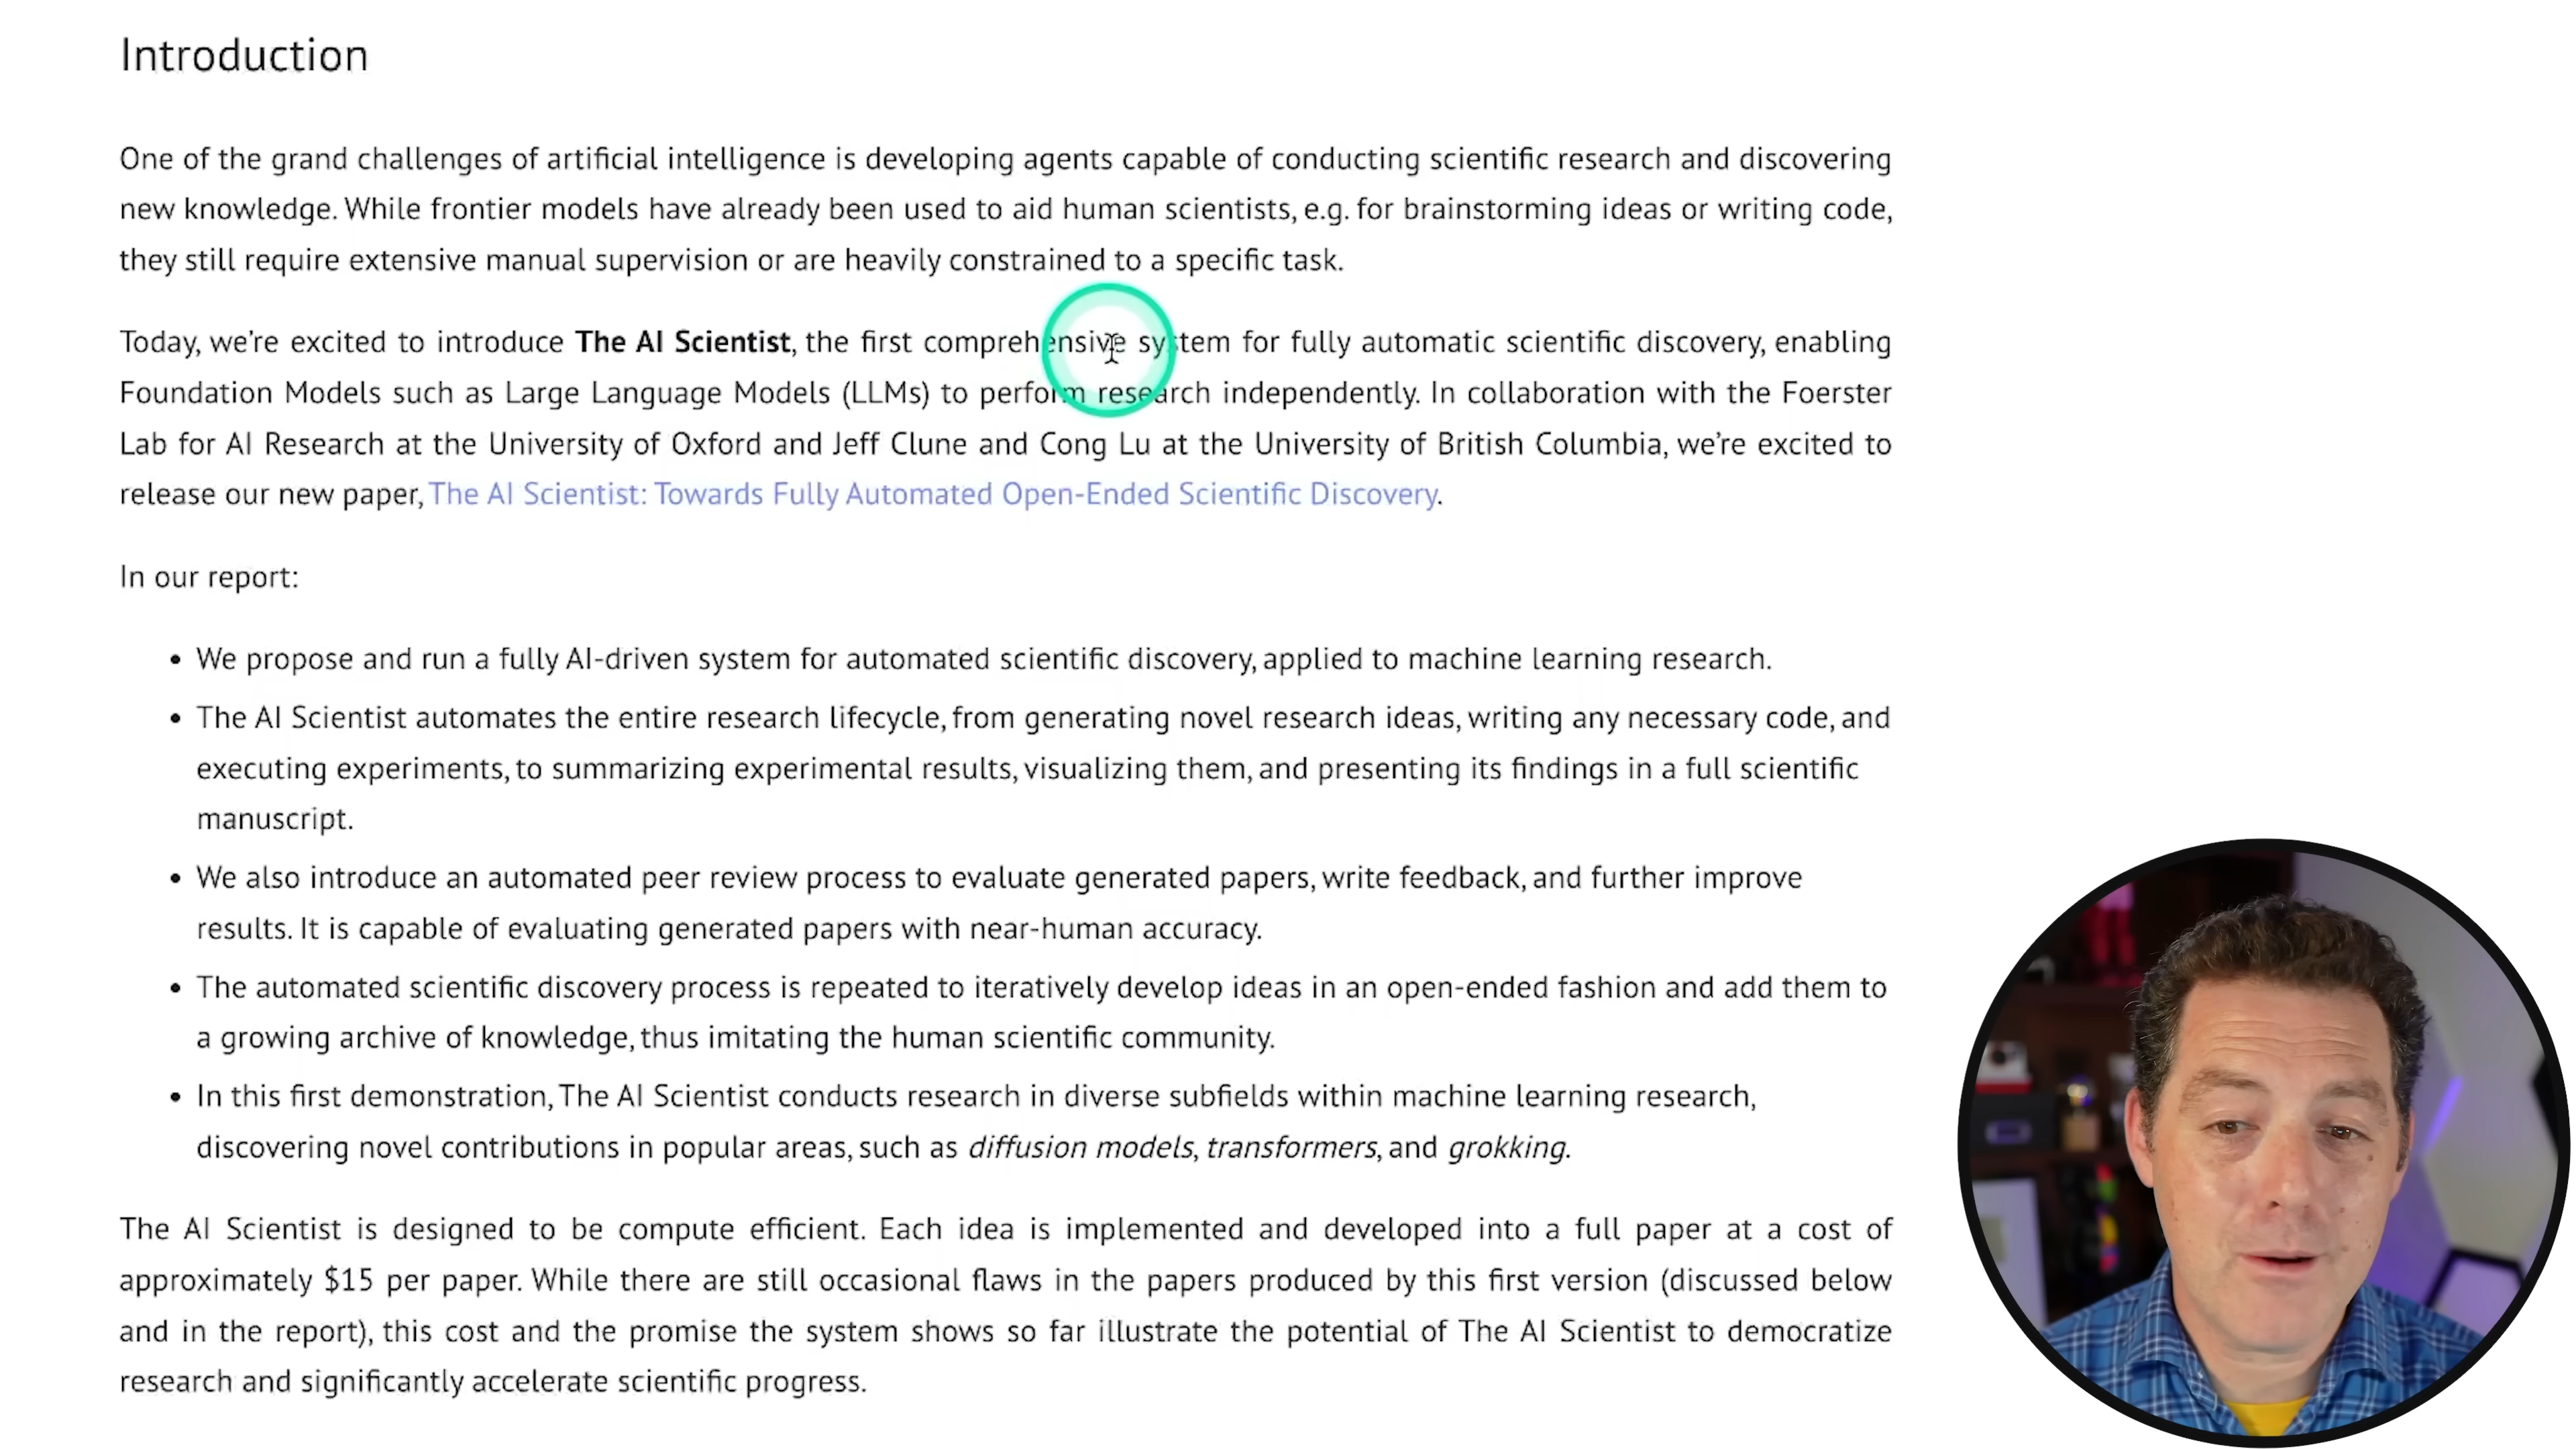 Introduction
One of the grand challenges of artificial intelligence is developing agents capable of conducting scientific research and discovering
new knowledge. While frontier models have already been used to aid human scientists, e.g. for brainstorming ideas or writing code,
they still require extensive manual supervision or are heavily constrained to a specific task.
Today, we're excited to introduce The AI Scientist, the first comprehensive system for fully automatic scientific discovery, enabling
Foundation Models such as Large Language Models (LLMs) to perform research independently. In collaboration with the Foerster
Lab for AI Research at the University of Oxford and Jeff Clune and Cong Lu at the University of British Columbia, we're excited to
release our new paper, The AI Scientist: Towards Fully Automated Open-Ended Scientific Discovery.
In our report:
• We propose and run a fully AI-driven system for automated scientific discovery, applied to machine learning research.
• The AI Scientist automates the entire research lifecycle, from generating novel research ideas, writing any necessary code, and
executing experiments, to summarizing experimental results, visualizing them, and presenting its findings in a full scientific
manuscript.
• We also introduce an automated peer review process to evaluate generated papers, write feedback, and further improve
results. It is capable of evaluating generated papers with near-human accuracy.
• The automated scientific discovery process is repeated to iteratively develop ideas in an open-ended fashion and add them to
a growing archive of knowledge, thus imitating the human scientific community.
• In this first demonstration, The AI Scientist conducts research in diverse subfields within machine learning research,
discovering novel contributions in popular areas, such as diffusion models, transformers, and grokking.
The AI Scientist is designed to be compute efficient. Each idea is implemented and developed into a full paper at a cost of
approximately $15 per paper. While there are still occasional flaws in the papers produced by this first version (discussed below
and in the report), this cost and the promise the system shows so far illustrate the potential of The AI Scientist to democratize
research and significantly accelerate scientific progress.